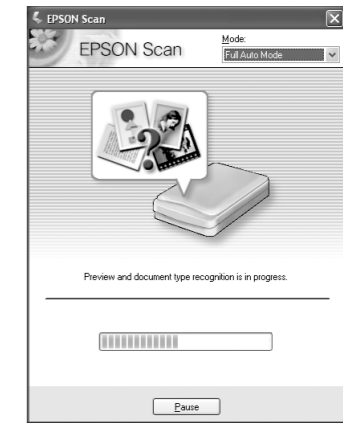 EPSON Scan
EPSON Scan
Mode:
Full Auto Mode
?
Preview and document type recognition is in progress.
Pause